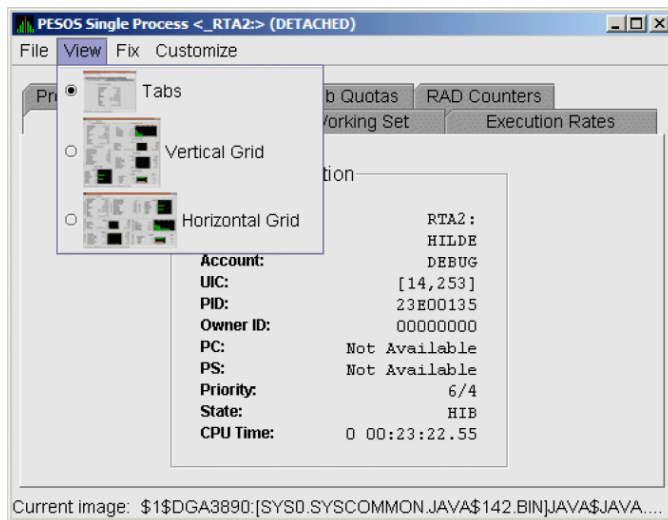 PESOS Single Process <_RTA2:> (DETACHED)
File View Fix Customize
Tabs
Vertical Grid
Horizontal Grid
Pr b Quotas RAD Counters
orking Set Execution Rates
tion
RTA2:
HILDE
Account: DEBUG
UIC: [14,253]
PID: 23E00135
Owner ID: 00000000
PC: Not Available
PS: Not Available
Priority: 6/4
State: HIB
CPU Time: 0 00:23:22.55
Current image: $1$DGA3890:[SYS0.SYSCOMMON.JAVA$142.BIN]JAVA$JAVA....